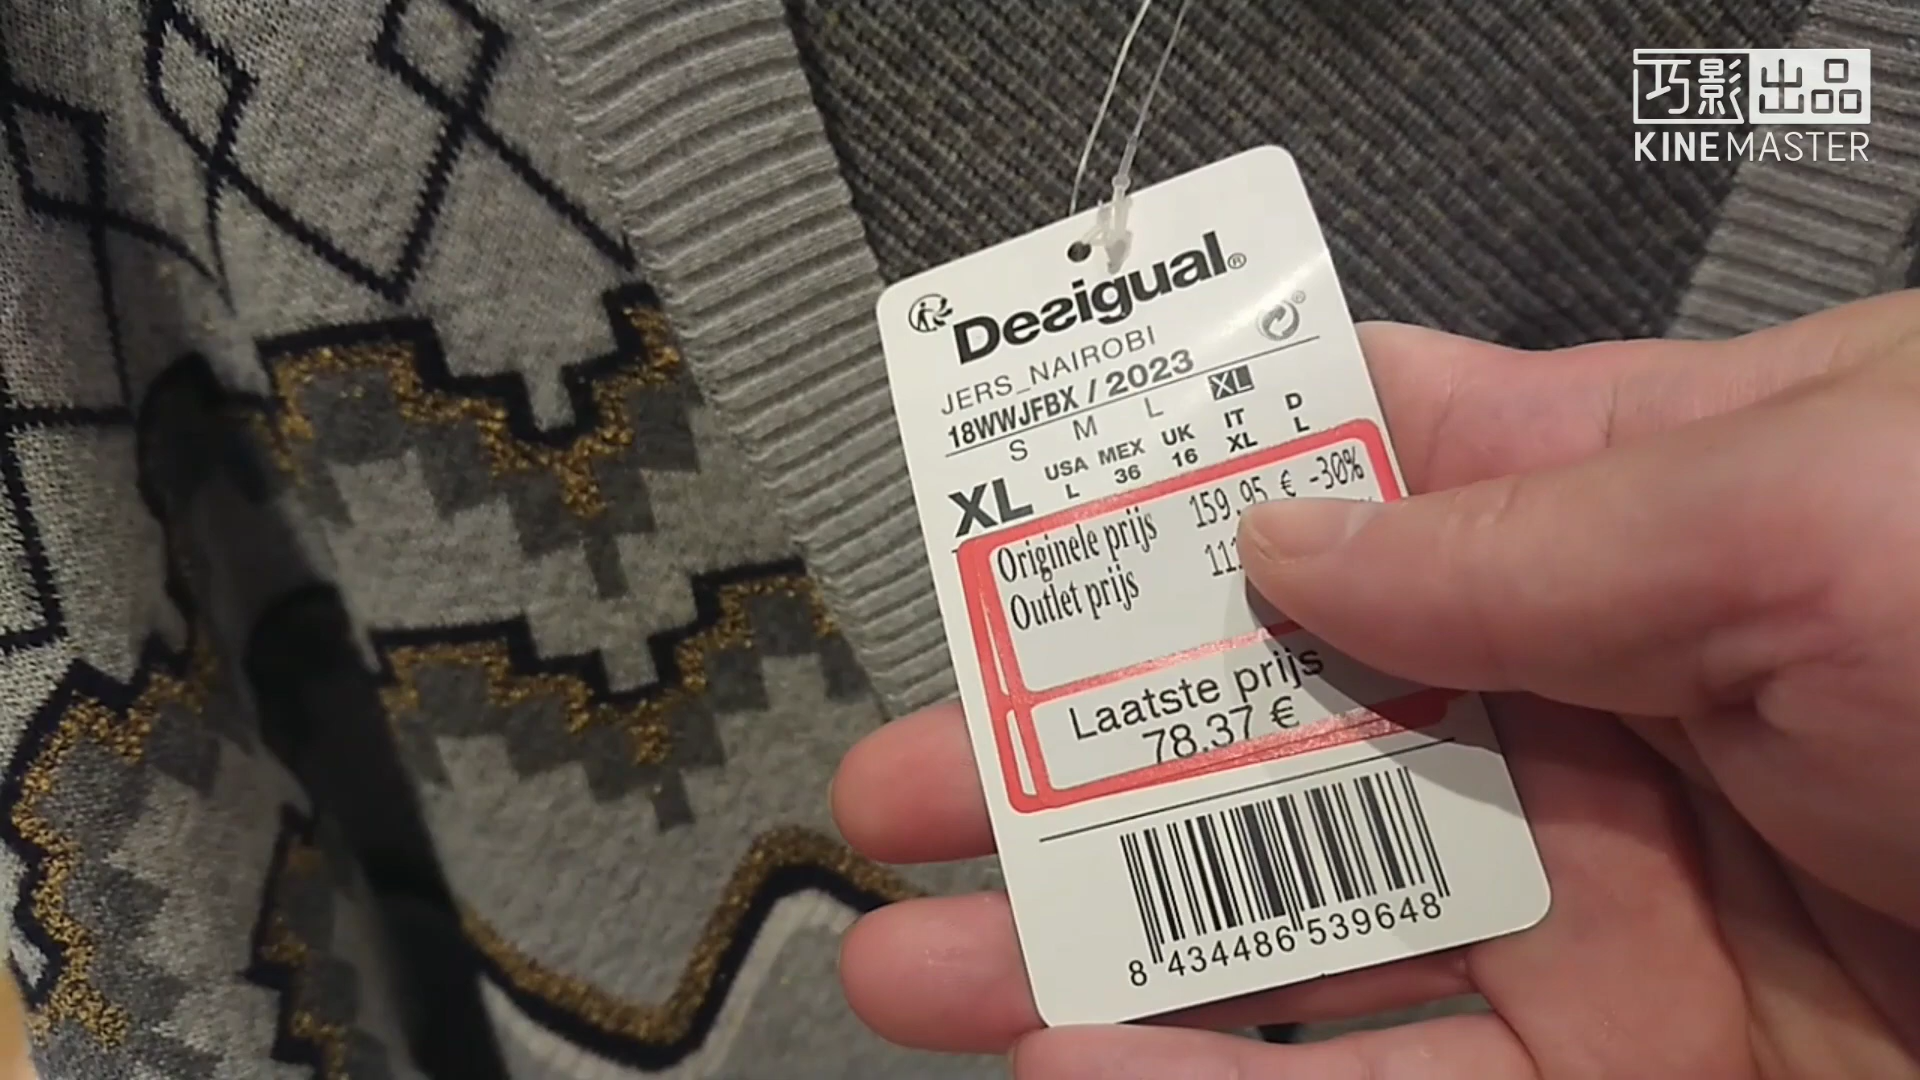 巧影出品
KINEMASTER
Desigual®
JERS_NAIROBI
18WWJFBX / 2023
S M L XL
XL
USA MEX UK IT D
L 36 16 XL L
Originele prijs 159.95 € -30%
Outlet prijs
Laatste prijs
78.37 €
8 434486 539648